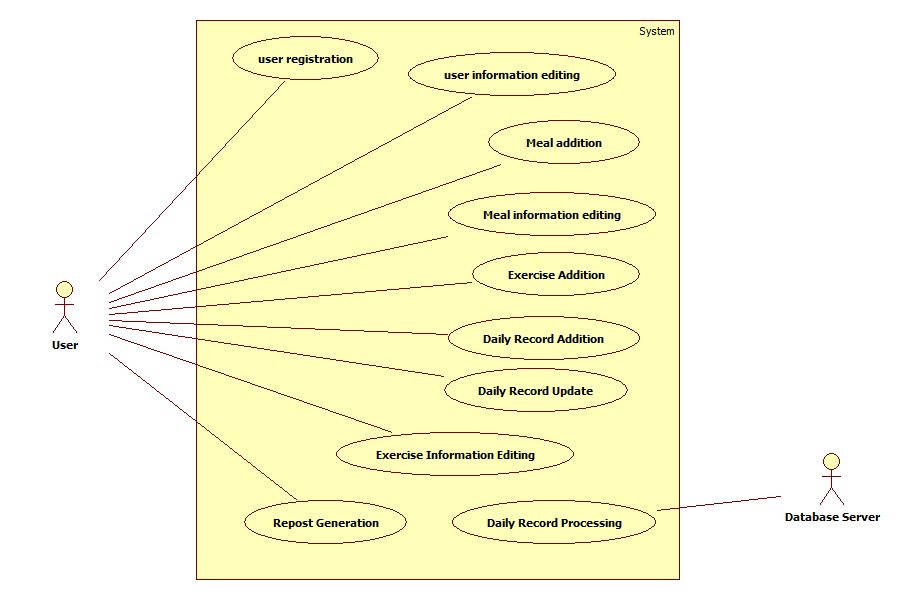 System
user registration
user information editing
Meal addition
Meal information editing
Exercise Addition
Daily Record Addition
User
Daily Record Update
Exercise Information Editing
Repost Generation
Daily Record Processing
Database Server